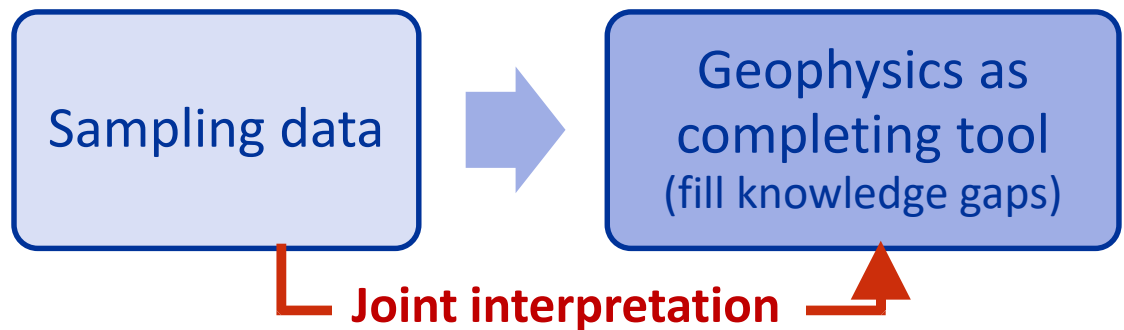 Sampling data
Geophysics as
completing tool
(fill knowledge gaps)
Joint interpretation